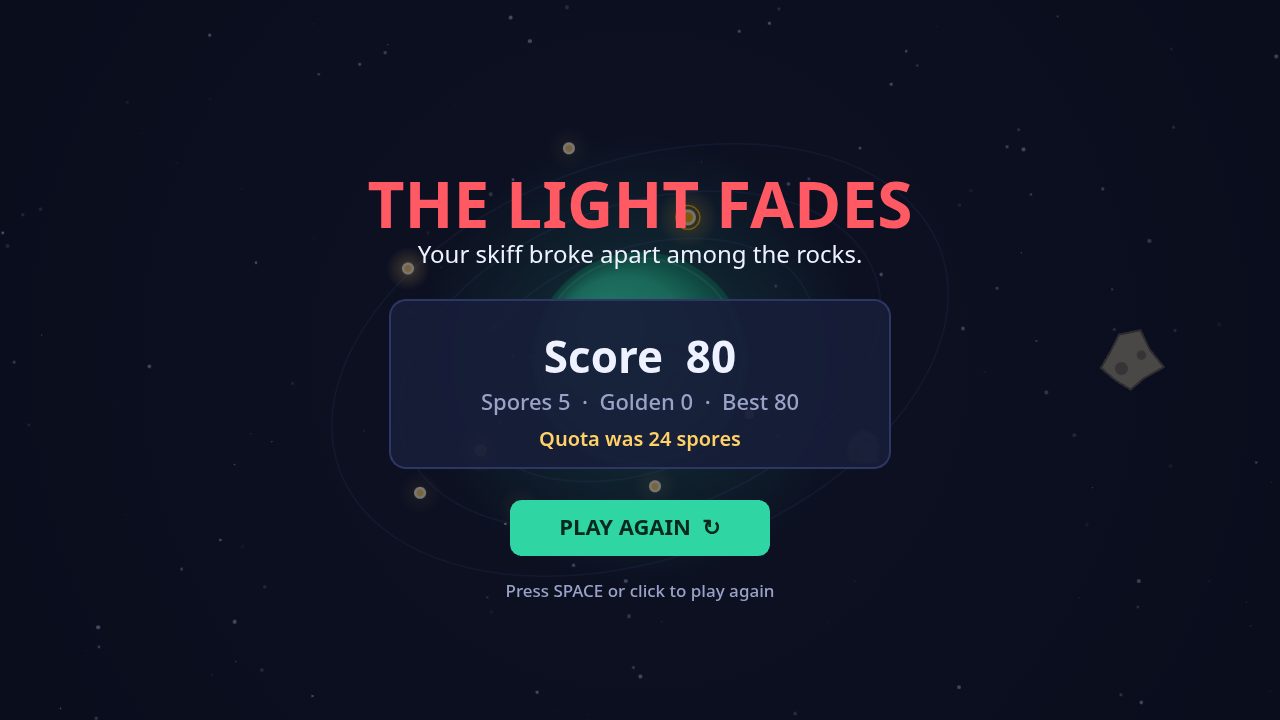 THE LIGHT FADES
Your skiff broke apart among the rocks.
Score 80
Spores 5 · Golden 0 · Best 80
Quota was 24 spores
PLAY AGAIN ↻
Press SPACE or click to play again